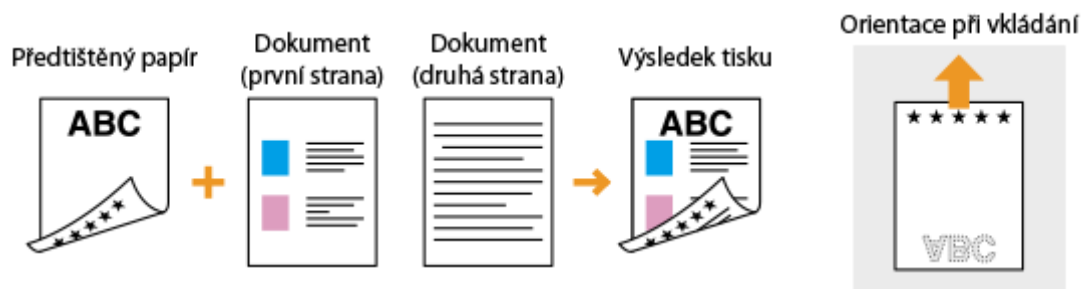 Předtištěný papír
Dokument
(první strana)
Dokument
(druhá strana)
Výsledek tisku
Orientace při vkládání
ABC
ABC
ABC